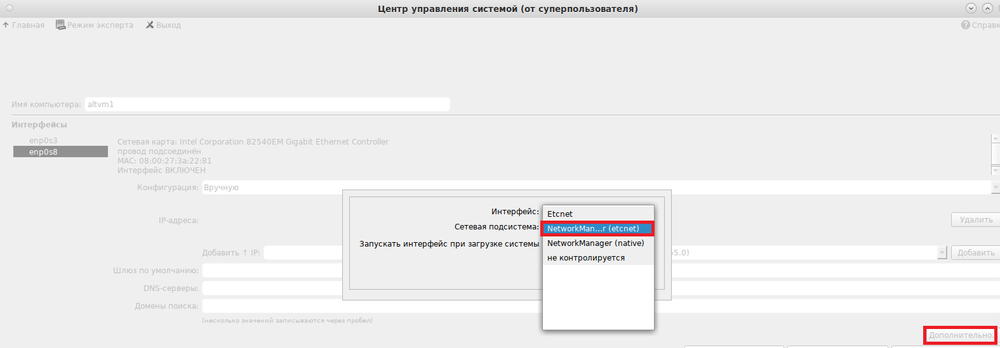 Центр управления системой (от суперпользователя)
Главная Режим эксперта Выход Справк
Имя компьютера: altvm1
Интерфейсы
enp0s3
enp0s8
Сетевая карта: Intel Corporation 82540EM Gigabit Ethernet Controller
провод подсоединён
MAC: 08:00:27:3a:22:81
Интерфейс ВКЛЮЧЕН
Конфигурация: Вручную
IP-адреса:
Удалить
Добавить ↑ IP: 55.0) Добавить
Шлюз по умолчанию:
DNS-серверы:
Домены поиска:
(несколько значений записываются через пробел)
Дополнительно..
Интерфейс:
Сетевая подсистема:
Запускать интерфейс при загрузке системы
Etcnet
NetworkMan...r (etcnet)
NetworkManager (native)
не контролируется